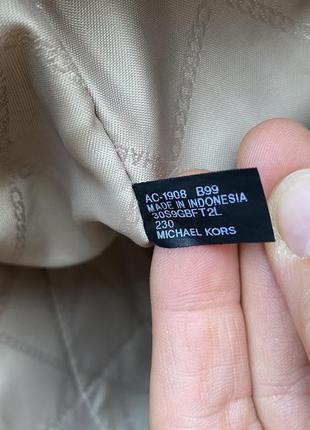 AC-1908 B99
MADE IN INDONESIA
30S9GBFT2L
230
MICHAEL KORS